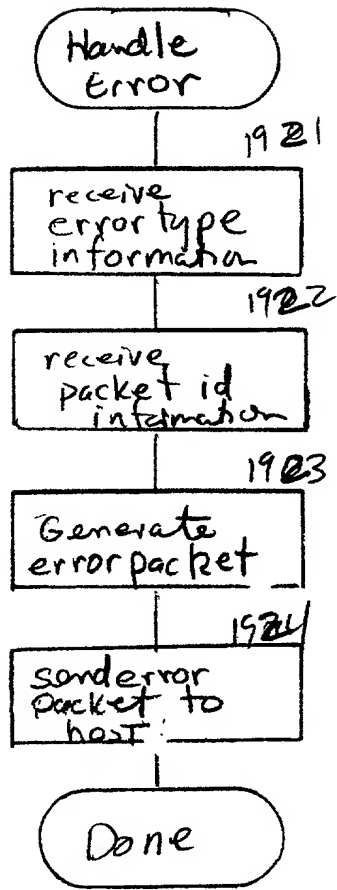 Handle
Error
1921
receive
error type
information
1922
receive
packet id
information
1923
Generate
error packet
1924
send error
packet to
host
Done